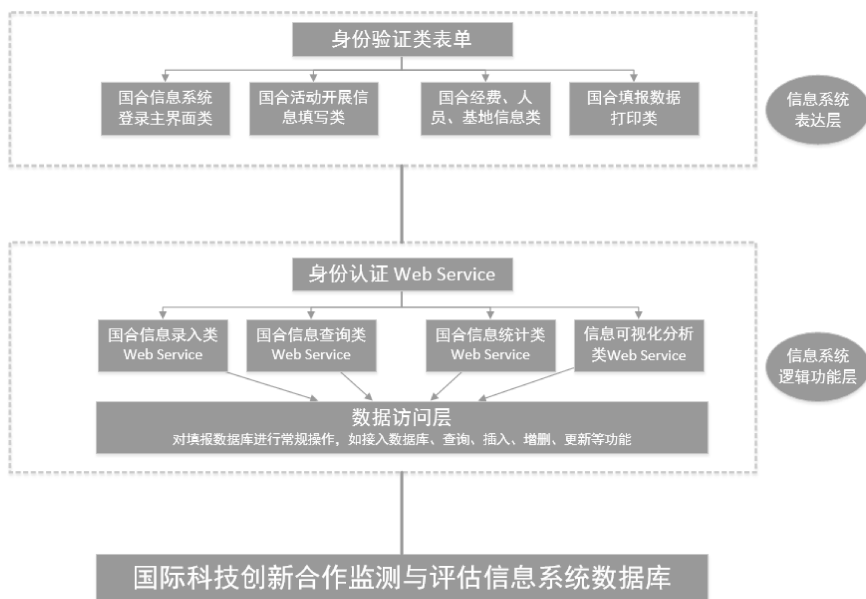 身份验证类表单
国合信息系统
登录主界面类
国合活动开展信
息填写类
国合经费、人
员、基地信息类
国合填报数据
打印类
信息系统
表达层
身份认证 Web Service
国合信息录入类
Web Service
国合信息查询类
Web Service
国合信息统计类
Web Service
信息可视化分析
类Web Service
信息系统
逻辑功能层
数据访问层
对填报数据库进行常规操作，如接入数据库、查询、插入、增删、更新等功能
国际科技创新合作监测与评估信息系统数据库